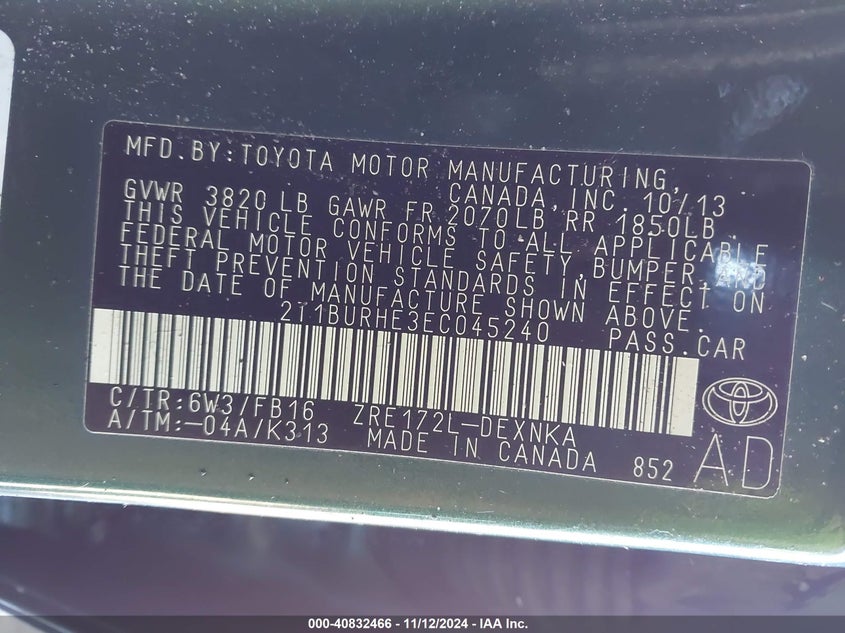 MFD.BY:TOYOTA MOTOR MANUFACTURING,
CANADA, INC. 10/13
GVWR 3820 LB GAWR FR 2070LB RR 1850LB
THIS VEHICLE CONFORMS TO ALL APPLICABLE
FEDERAL MOTOR VEHICLE SAFETY,BUMPER,AND
THEFT PREVENTION STANDARDS IN EFFECT ON
THE DATE OF MANUFACTURE SHOWN ABOVE.
2T1BURHE3EC045240 PASS.CAR
C/TR:6W3/FB16 ZRE172L-DEXNKA
A/TM:-04A/K313 MADE IN CANADA 852
AD
000-40832466 - 11/12/2024 - IAA Inc.